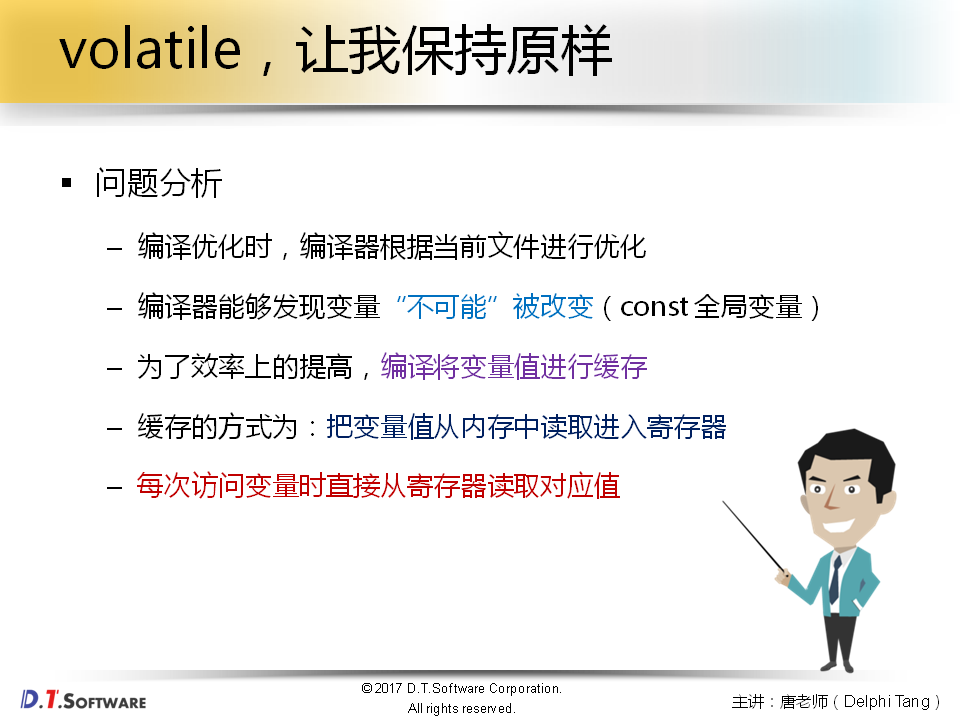 volatile，让我保持原样
▪ 问题分析
– 编译优化时，编译器根据当前文件进行优化
– 编译器能够发现变量“不可能”被改变（const 全局变量）
– 为了效率上的提高，编译将变量值进行缓存
– 缓存的方式为：把变量值从内存中读取进入寄存器
– 每次访问变量时直接从寄存器读取对应值
D.T.SOFTWARE
©2017 D.T.Software Corporation.
All rights reserved.
主讲：唐老师（Delphi Tang）